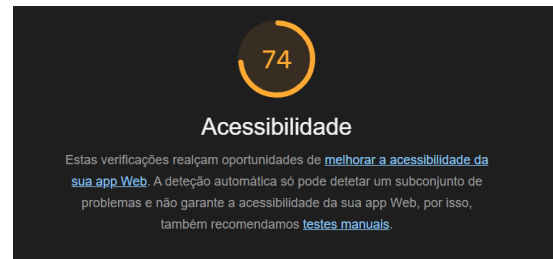 74
Acessibilidade
Estas verificações realçam oportunidades de melhorar a acessibilidade da
sua app Web. A deteção automática só pode detetar um subconjunto de
problemas e não garante a acessibilidade da sua app Web, por isso,
também recomendamos testes manuais.